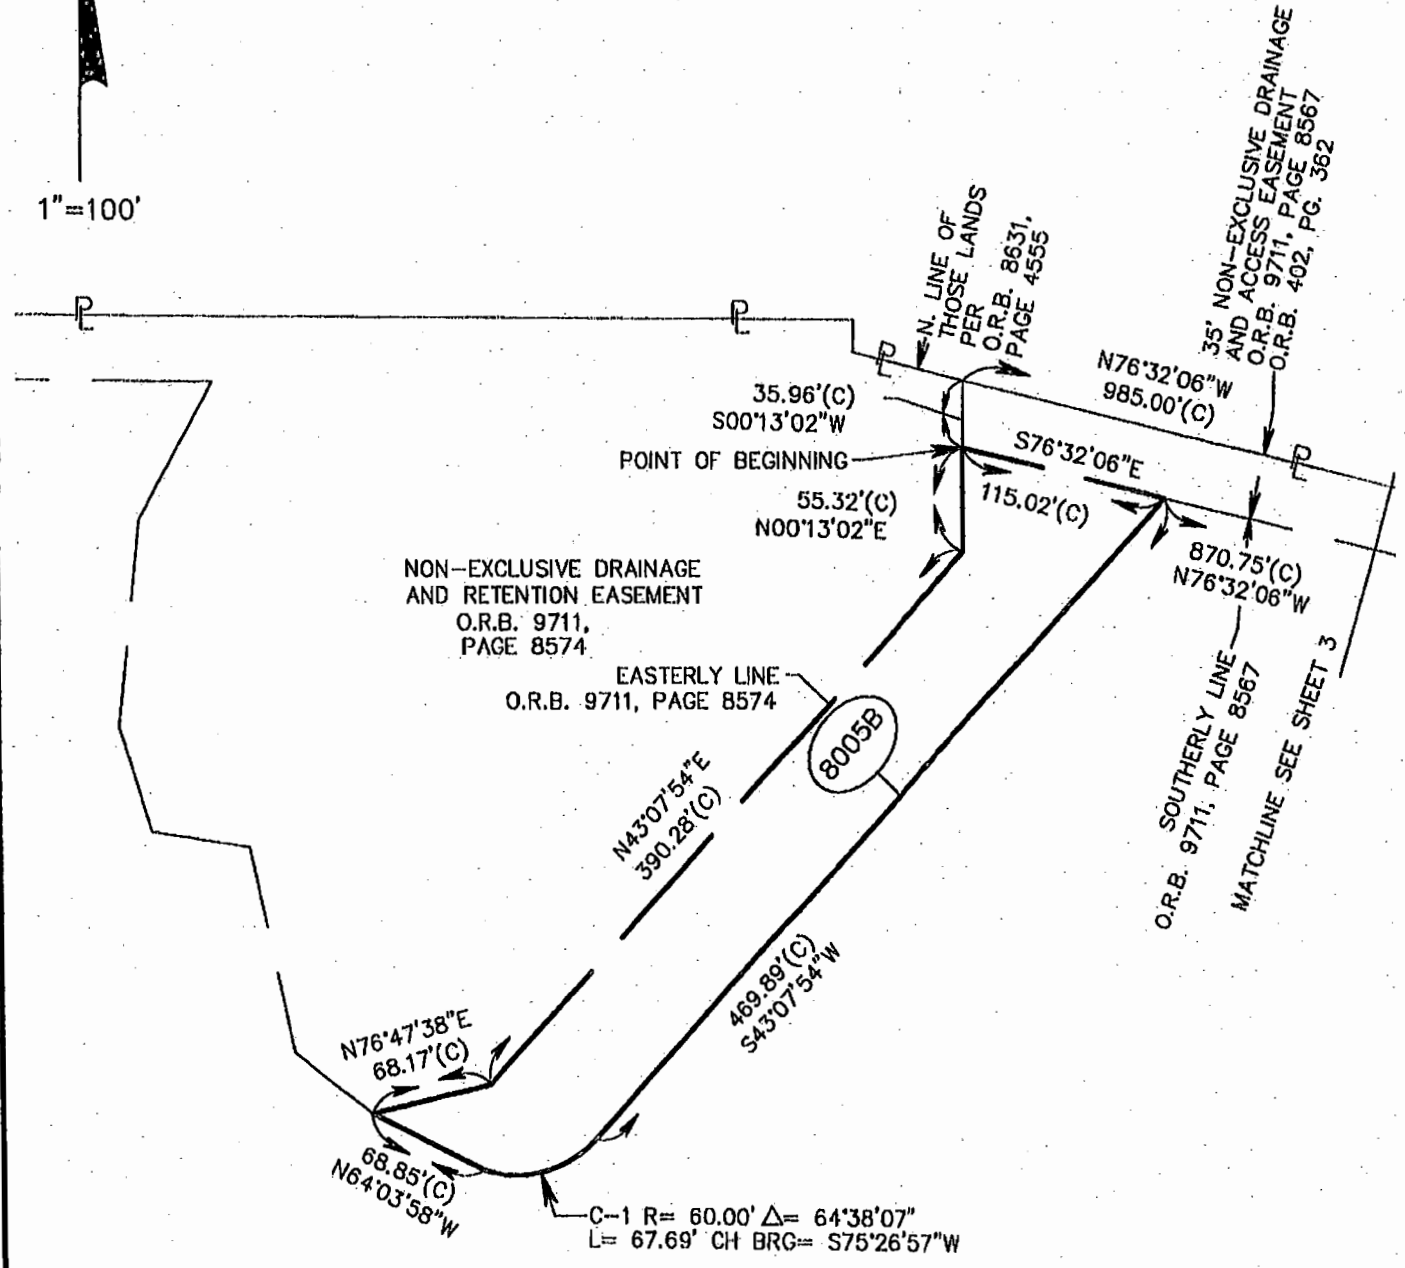 1"=100'
35' NON-EXCLUSIVE DRAINAGE
AND ACCESS EASEMENT
O.R.B. 9711, PAGE 8567
O.R.B. 402, PG. 362
N. LINE OF
THOSE LANDS
PER
O.R.B. 8631,
PAGE 4555
PL
PL
PL
PL
N76°32'06"W
985.00'(C)
35.96'(C)
S00°13'02"W
POINT OF BEGINNING
S76°32'06"E
115.02'(C)
55.32'(C)
N00°13'02"E
870.75'(C)
N76°32'06"W
NON-EXCLUSIVE DRAINAGE
AND RETENTION EASEMENT
O.R.B. 9711,
PAGE 8574
EASTERLY LINE
O.R.B. 9711, PAGE 8574
8005B
SOUTHERLY LINE
O.R.B. 9711, PAGE 8567
MATCHLINE SEE SHEET 3
N43°07'54"E
390.28'(C)
469.89'(C)
S43°07'54"W
N76°47'38"E
68.17'(C)
68.85'(C)
N64°03'58"W
C-1 R= 60.00' Δ= 64°38'07"
L= 67.69' CH BRG= S75°26'57"W